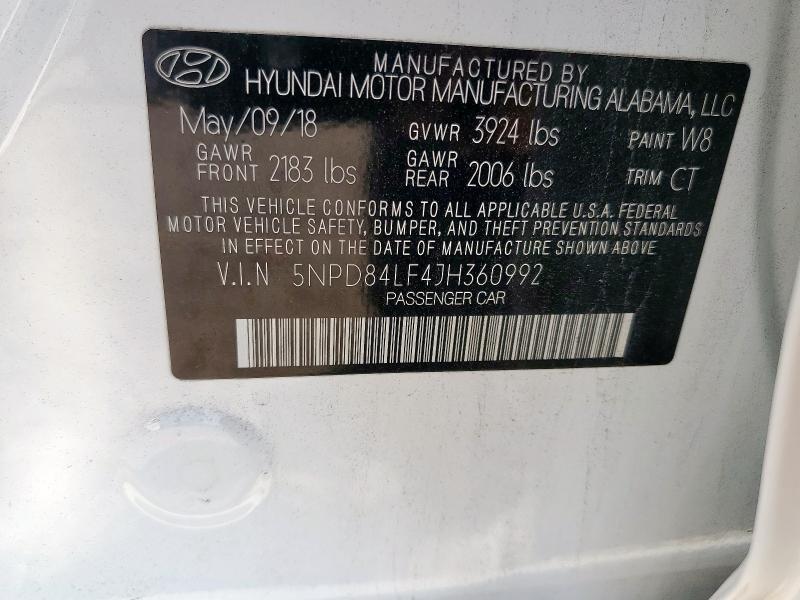 MANUFACTURED BY
HYUNDAI MOTOR MANUFACTURING ALABAMA, LLC
May/09/18 GVWR 3924 lbs PAINT W8
GAWR FRONT 2183 lbs GAWR REAR 2006 lbs TRIM CT
THIS VEHICLE CONFORMS TO ALL APPLICABLE U.S.A. FEDERAL
MOTOR VEHICLE SAFETY, BUMPER, AND THEFT PREVENTION STANDARDS
IN EFFECT ON THE DATE OF MANUFACTURE SHOWN ABOVE.
V.I.N 5NPD84LF4JH360992
PASSENGER CAR